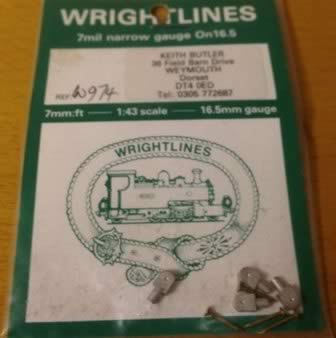 WRIGHTLINES
7mil narrow gauge On16.5
KEITH BUTLER
36 Field Barn Drive
WEYMOUTH
Dorset
DT4 0ED
Tel: 0305 772687
REF: W974
7mm:ft — 1:43 scale — 16.5mm gauge
WRIGHTLINES